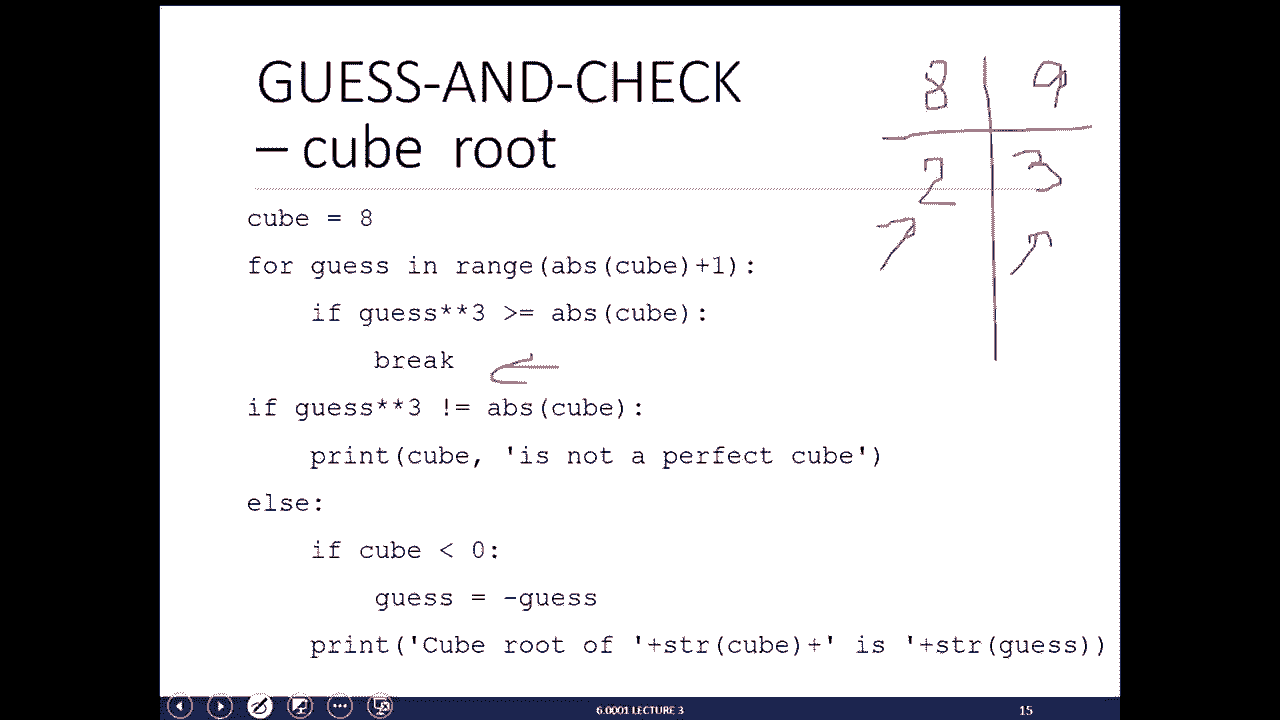 GUESS-AND-CHECK
– cube root
8 9
2 3
cube = 8
for guess in range(abs(cube)+1):
    if guess**3 >= abs(cube):
        break
if guess**3 != abs(cube):
    print(cube, 'is not a perfect cube')
else:
    if cube < 0:
        guess = -guess
    print('Cube root of '+str(cube)+' is '+str(guess))
6.0001 LECTURE 3
15